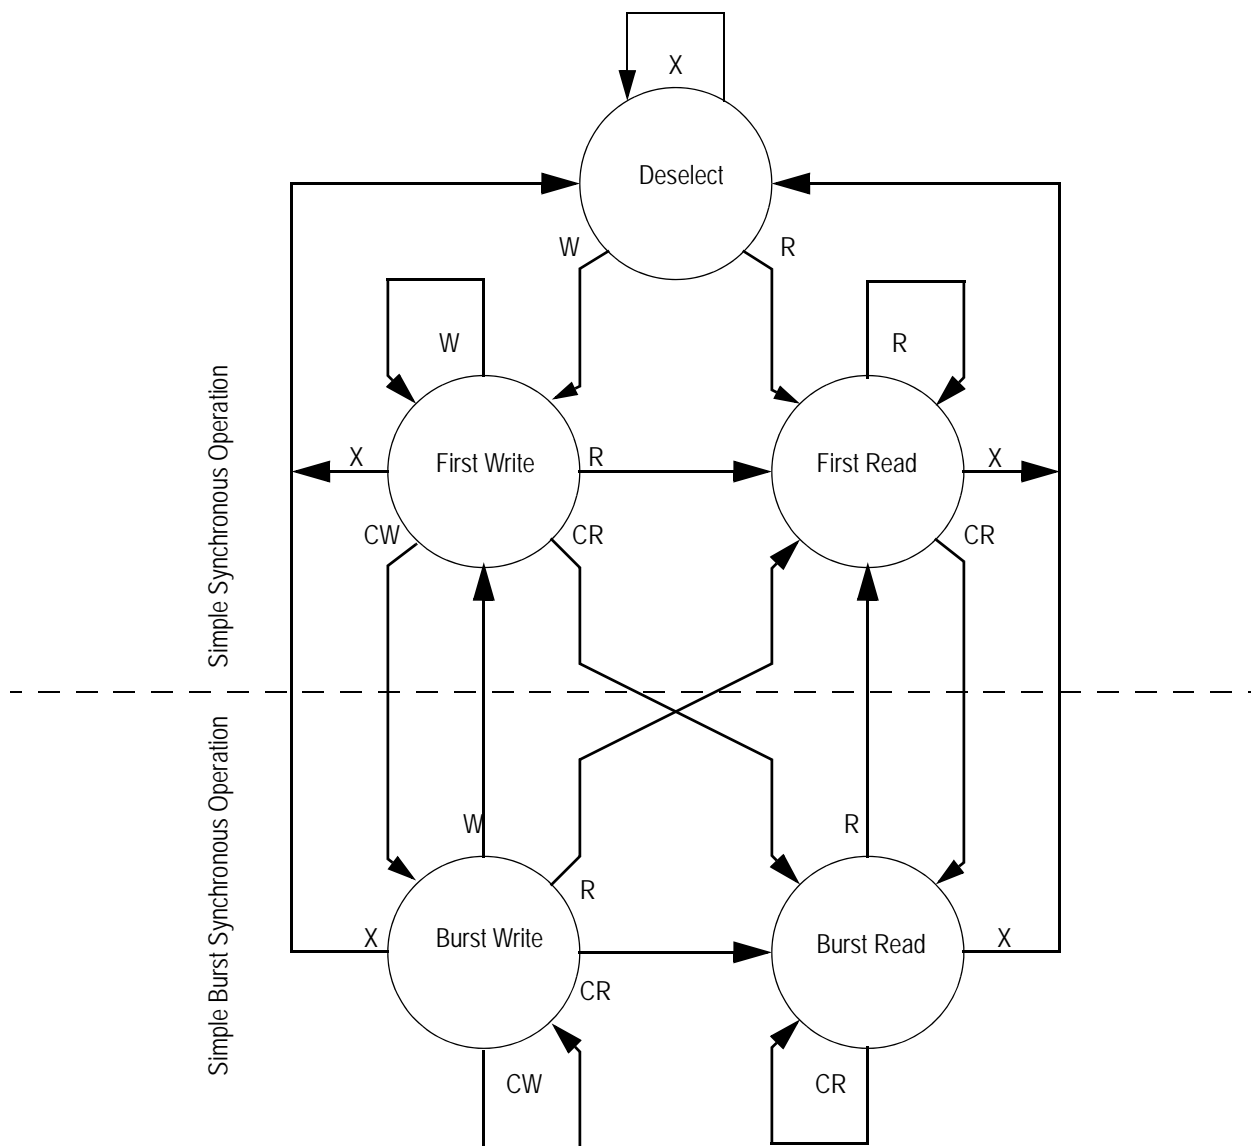 X
Deselect
W
R
W
R
Simple Synchronous Operation
X
First Write
R
First Read
X
CW
CR
CR
Simple Burst Synchronous Operation
W
R
R
X
Burst Write
Burst Read
X
CR
CW
CR